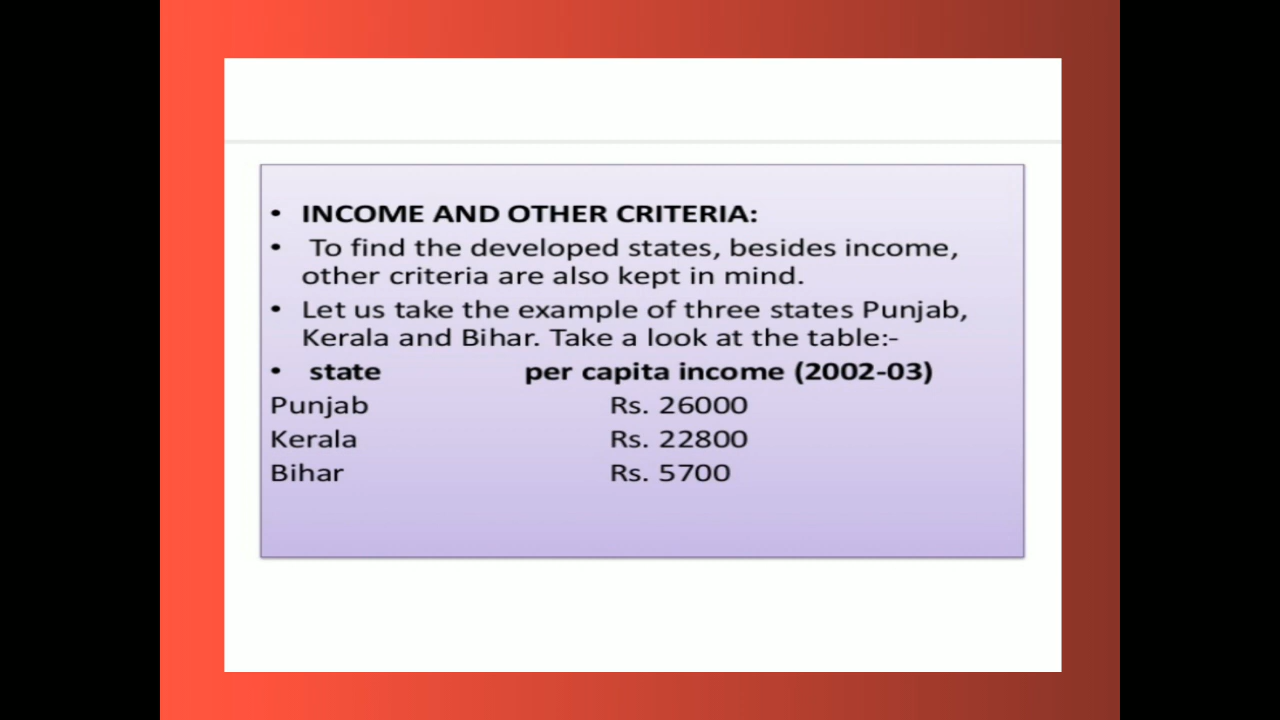 • INCOME AND OTHER CRITERIA:
• To find the developed states, besides income,
other criteria are also kept in mind.
• Let us take the example of three states Punjab,
Kerala and Bihar. Take a look at the table:-
• state per capita income (2002-03)
Punjab Rs. 26000
Kerala Rs. 22800
Bihar Rs. 5700